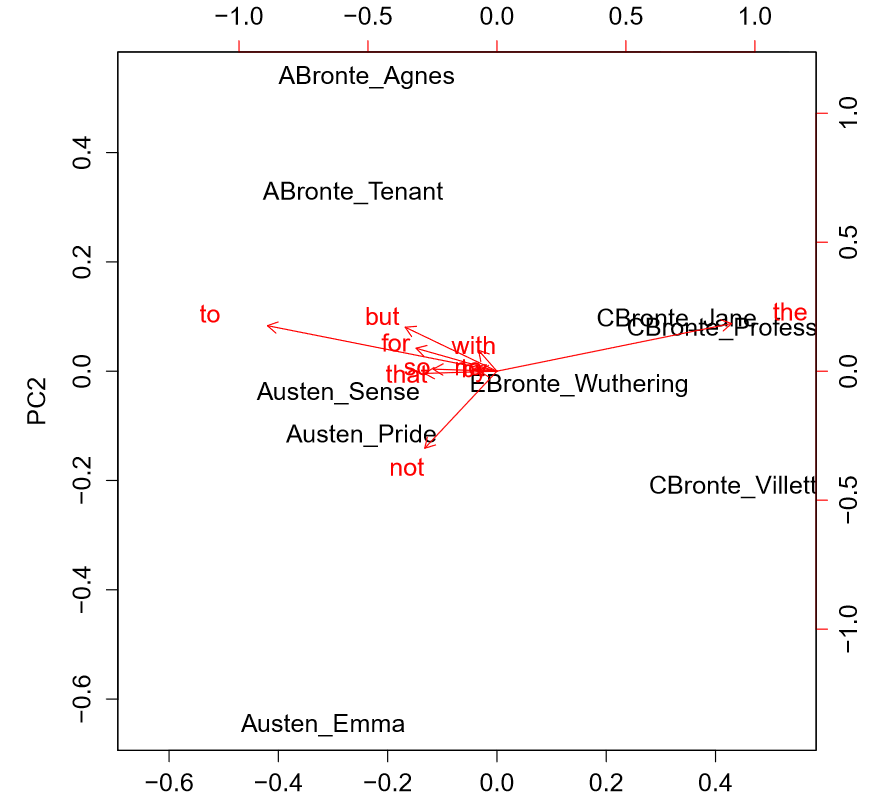 −1.0 −0.5 0.0 0.5 1.0
ABronte_Agnes
1.0
0.4
ABronte_Tenant
0.5
0.2
to
but
the
CBronte_Jane
CBronte_Profess
for
with
0.0
so
that
0.0
EBronte_Wuthering
Austen_Sense
PC2
Austen_Pride
not
−0.2
CBronte_Villett
−0.5
−0.4
−1.0
−0.6
Austen_Emma
−0.6 −0.4 −0.2 0.0 0.2 0.4